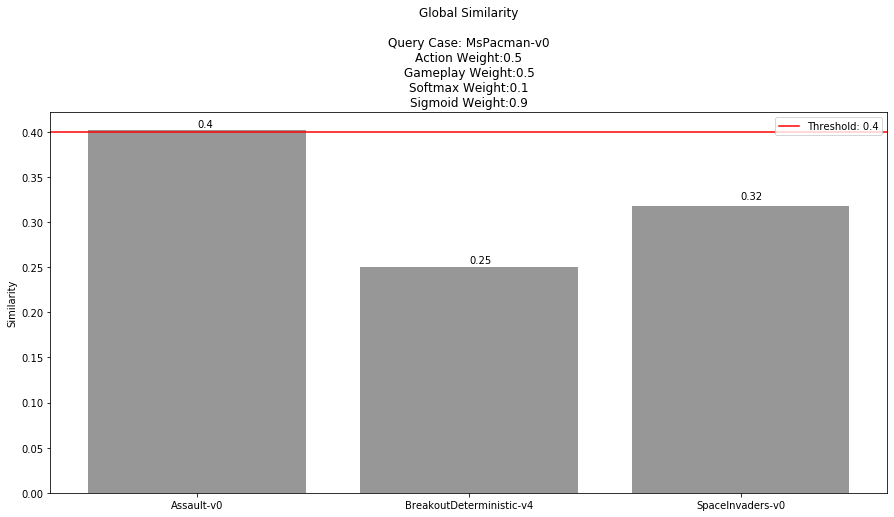 Global Similarity
Query Case: MsPacman-v0
Action Weight:0.5
Gameplay Weight:0.5
Softmax Weight:0.1
Sigmoid Weight:0.9
Threshold: 0.4
0.4
0.25
0.32
0.40
0.35
0.30
0.25
0.20
0.15
0.10
0.05
0.00
Similarity
Assault-v0
BreakoutDeterministic-v4
SpaceInvaders-v0